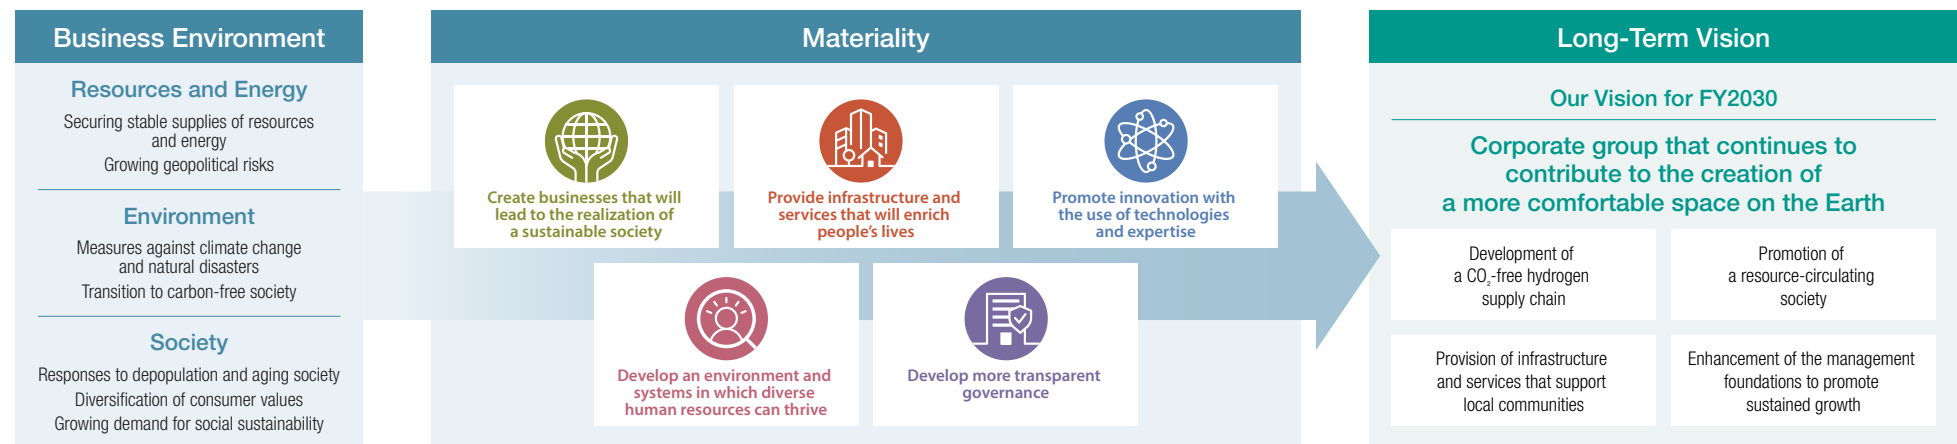 Business Environment
Resources and Energy
Securing stable supplies of resources
and energy
Growing geopolitical risks
Environment
Measures against climate change
and natural disasters
Transition to carbon-free society
Society
Responses to depopulation and aging society
Diversification of consumer values
Growing demand for social sustainability
Materiality
Create businesses that will
lead to the realization of
a sustainable society
Provide infrastructure and
services that will enrich
people's lives
Promote innovation with
the use of technologies
and expertise
Develop an environment and
systems in which diverse
human resources can thrive
Develop more transparent
governance
Long-Term Vision
Our Vision for FY2030
Corporate group that continues to
contribute to the creation of
a more comfortable space on the Earth
Development of
a CO₂-free hydrogen
supply chain
Promotion of
a resource-circulating
society
Provision of infrastructure
and services that support
local communities
Enhancement of the management
foundations to promote
sustained growth